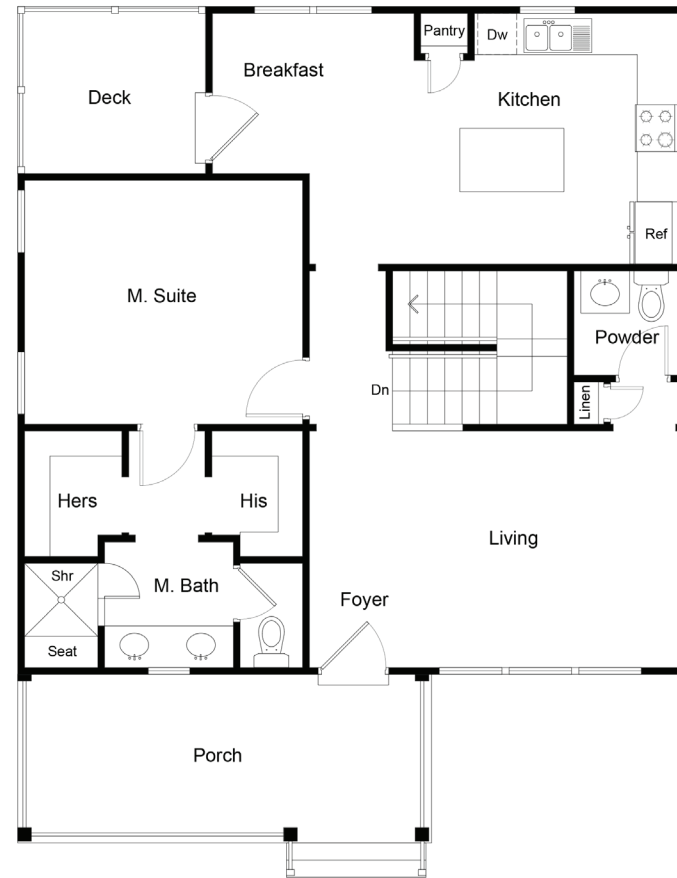 Pantry
Dw
Breakfast
Deck
Kitchen
Ref
M. Suite
Powder
Dn
Linen
Hers
His
Living
Shr
M. Bath
Foyer
Seat
Porch